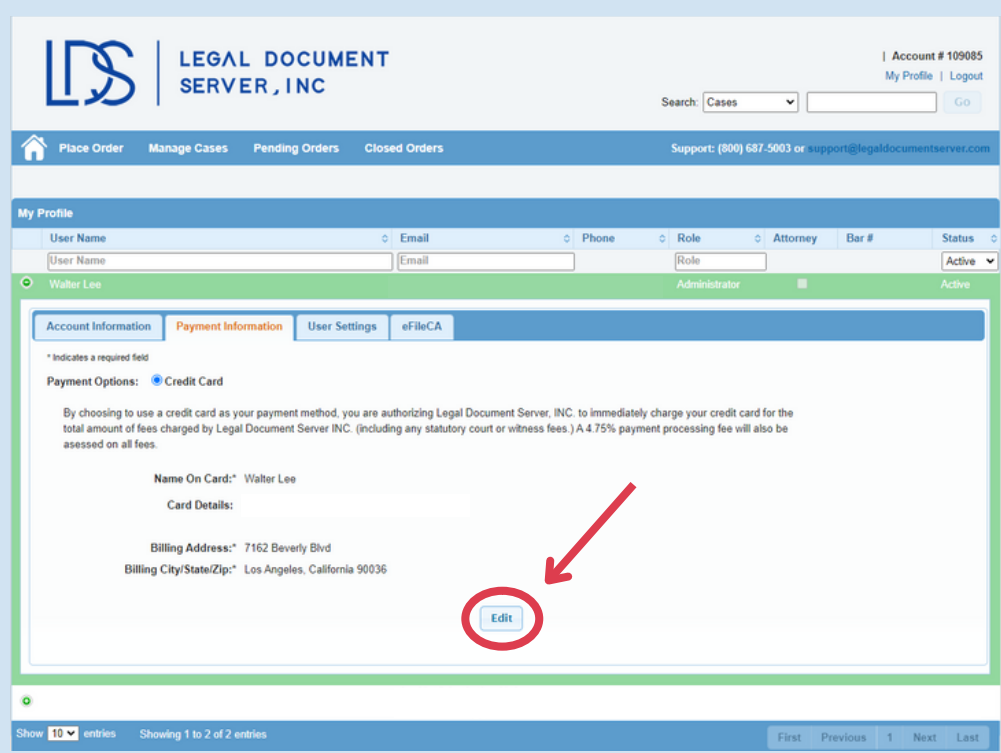 LDS
LEGAL DOCUMENT
SERVER, INC
| Account # 109085
My Profile | Logout
Search: Cases Go
Place Order Manage Cases Pending Orders Closed Orders Support: (800) 687-5003 or support@legaldocumentserver.com
My Profile
User Name Email Phone Role Attorney Bar # Status
User Name Email Role Active
Walter Lee Administrator Active
Account Information Payment Information User Settings eFileCA
* Indicates a required field
Payment Options: Credit Card
By choosing to use a credit card as your payment method, you are authorizing Legal Document Server, INC. to immediately charge your credit card for the
total amount of fees charged by Legal Document Server INC. (including any statutory court or witness fees.) A 4.75% payment processing fee will also be
asessed on all fees.
Name On Card:* Walter Lee
Card Details:
Billing Address:* 7162 Beverly Blvd
Billing City/State/Zip:* Los Angeles, California 90036
Edit
Show 10 entries Showing 1 to 2 of 2 entries First Previous 1 Next Last